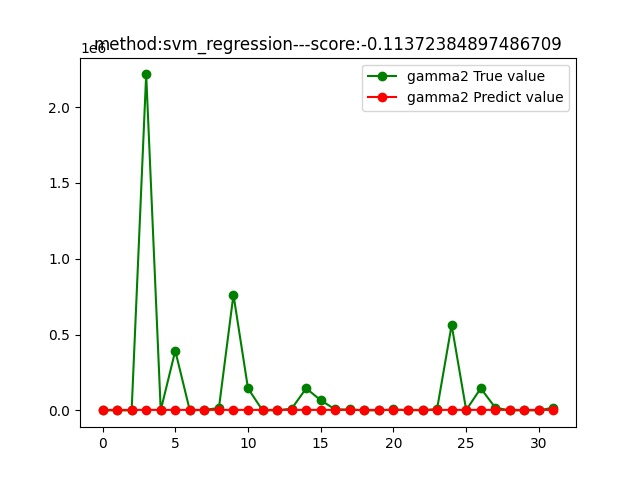 method:svm_regression---score:-0.11372384897486709
1e6
gamma2 True value
gamma2 Predict value
2.0
1.5
1.0
0.5
0.0
0 5 10 15 20 25 30